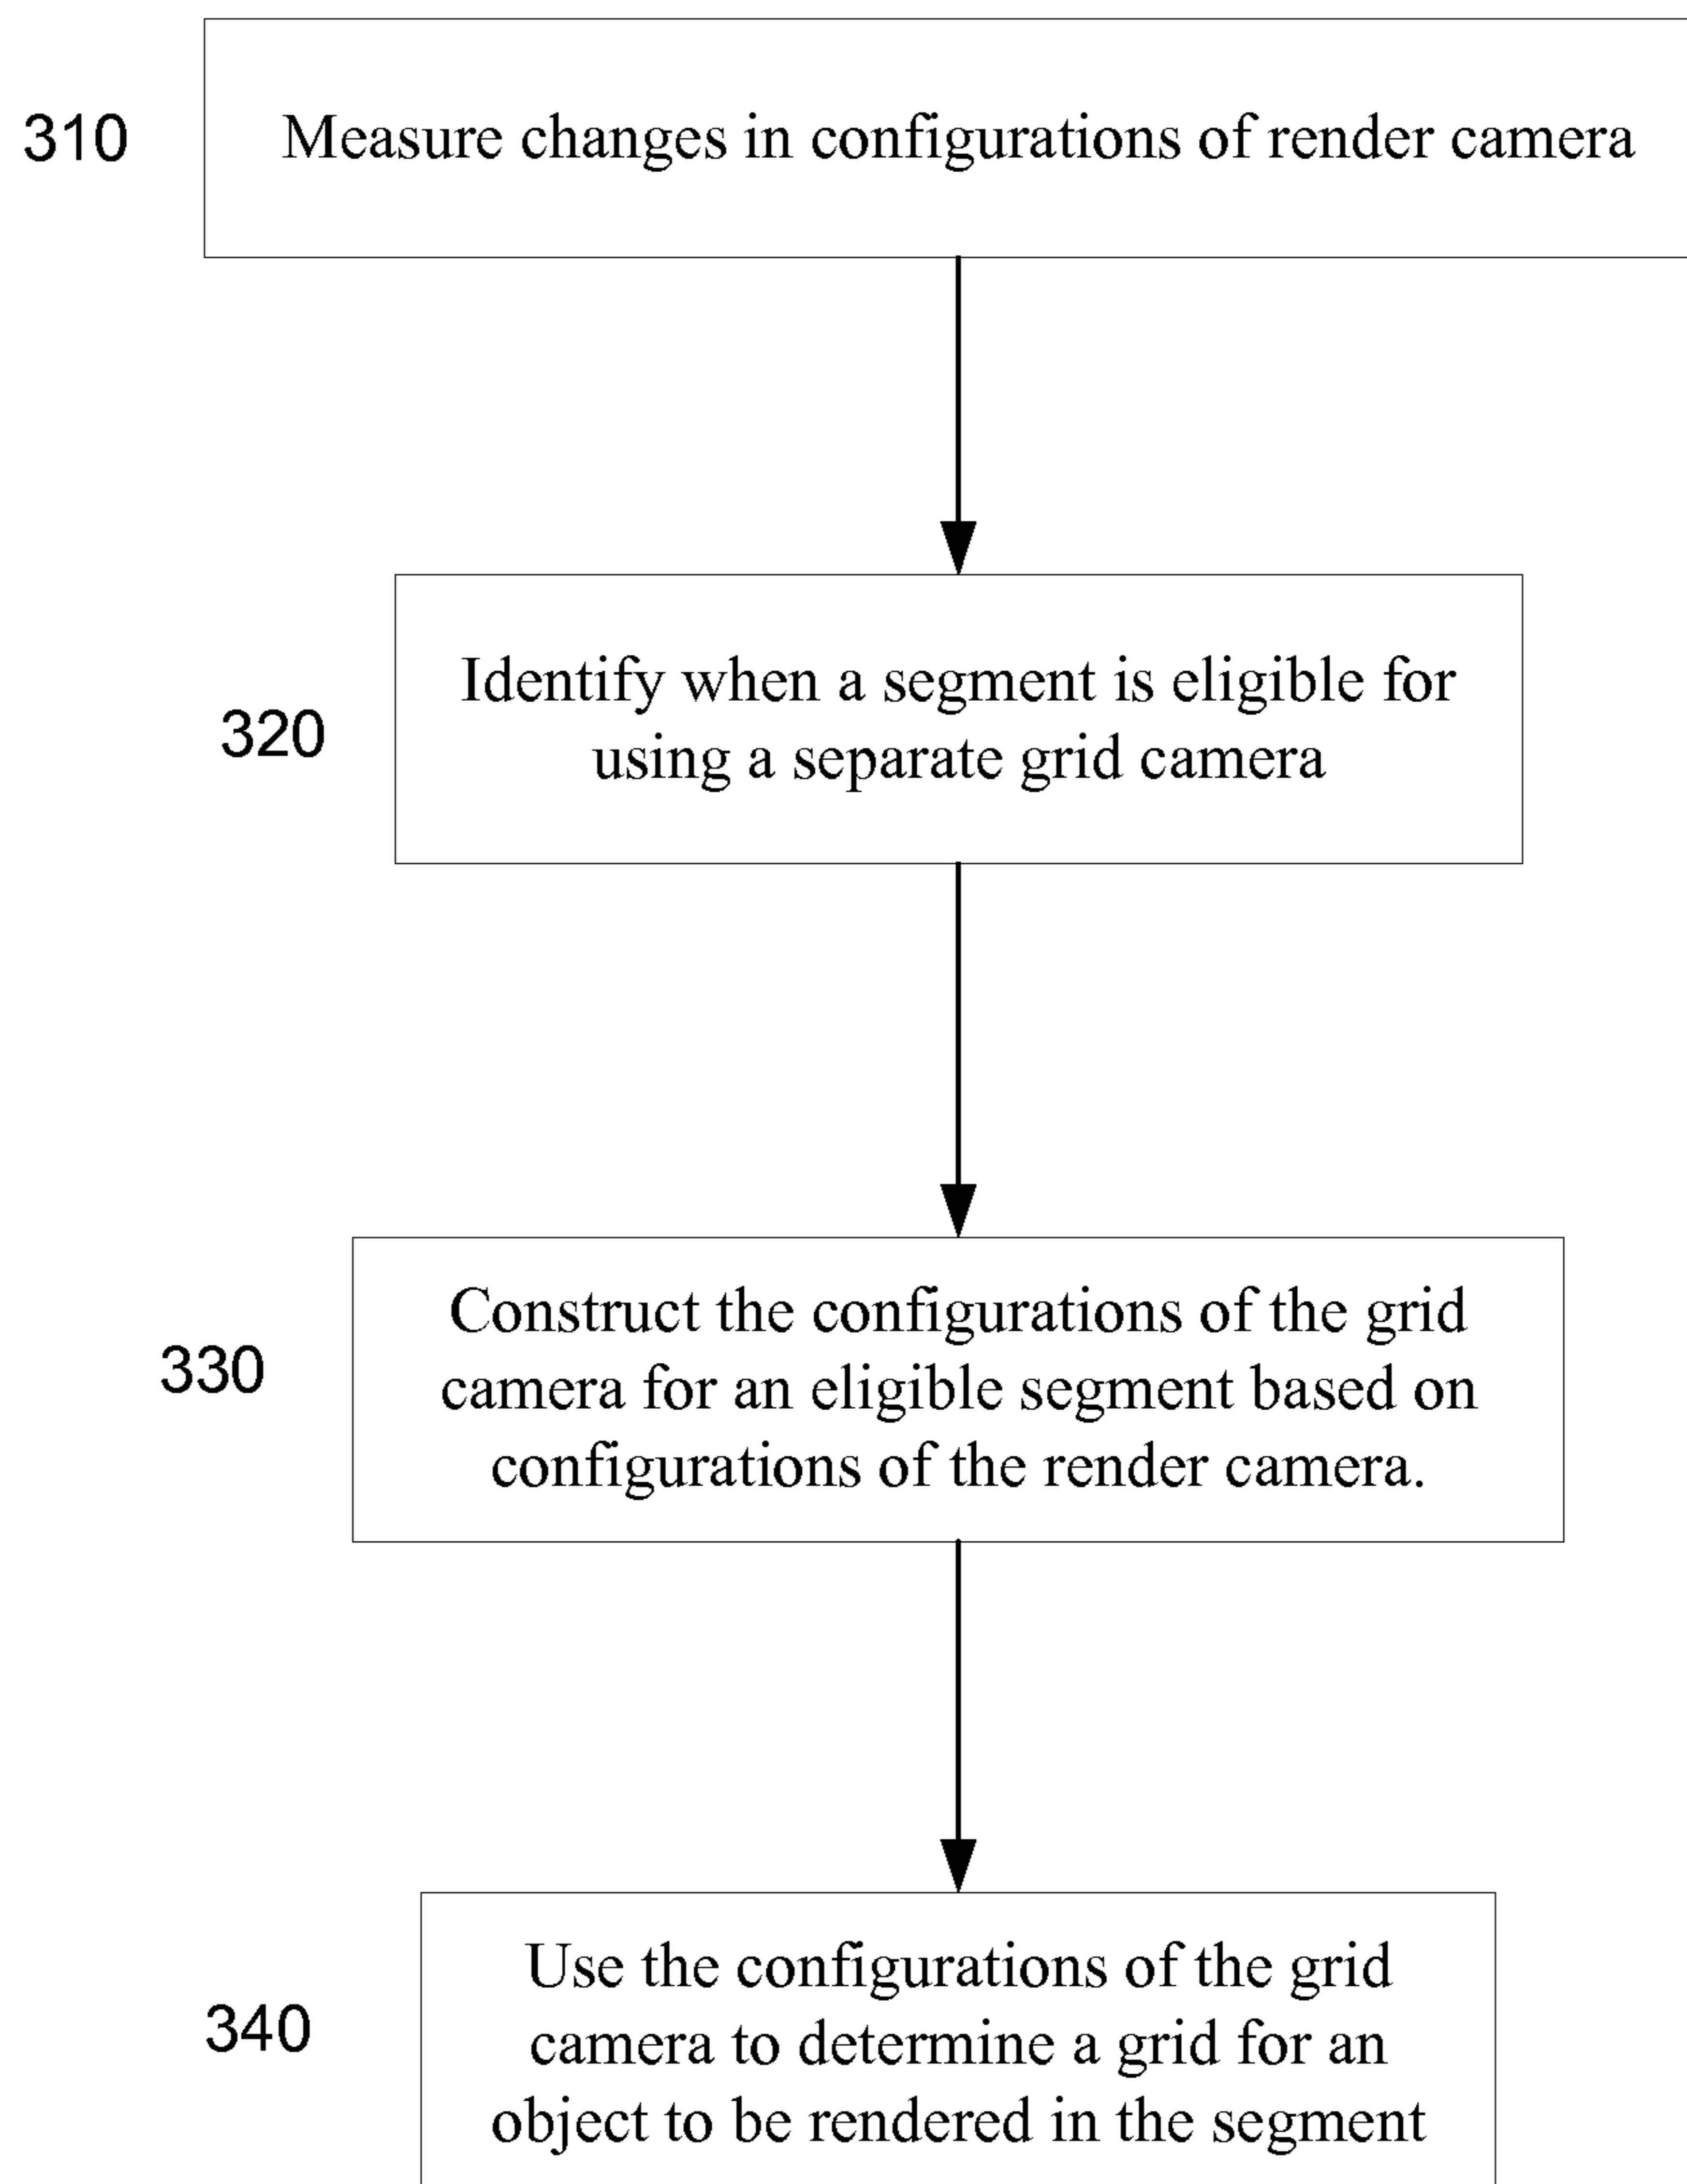 310
Measure changes in configurations of render camera
Identify when a segment is eligible for
320
using a separate grid camera
Construct the configurations of the grid
330
camera for an eligible segment based on
configurations of the render camera.
Use the configurations of the grid
340
camera to determine a grid for an
object to be rendered in the segment